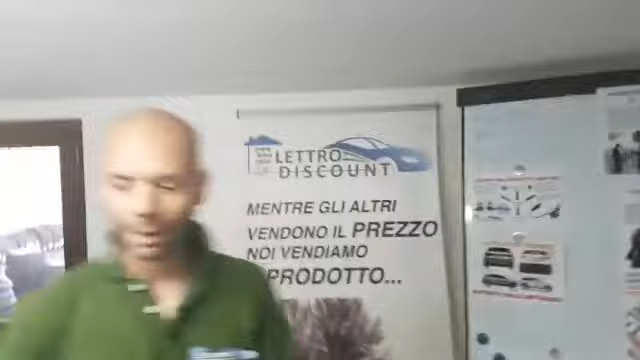 LETTRO
DISCOUNT
MENTRE GLI ALTRI
VENDONO IL PREZZO
NOI VENDIAMO
PRODOTTO...